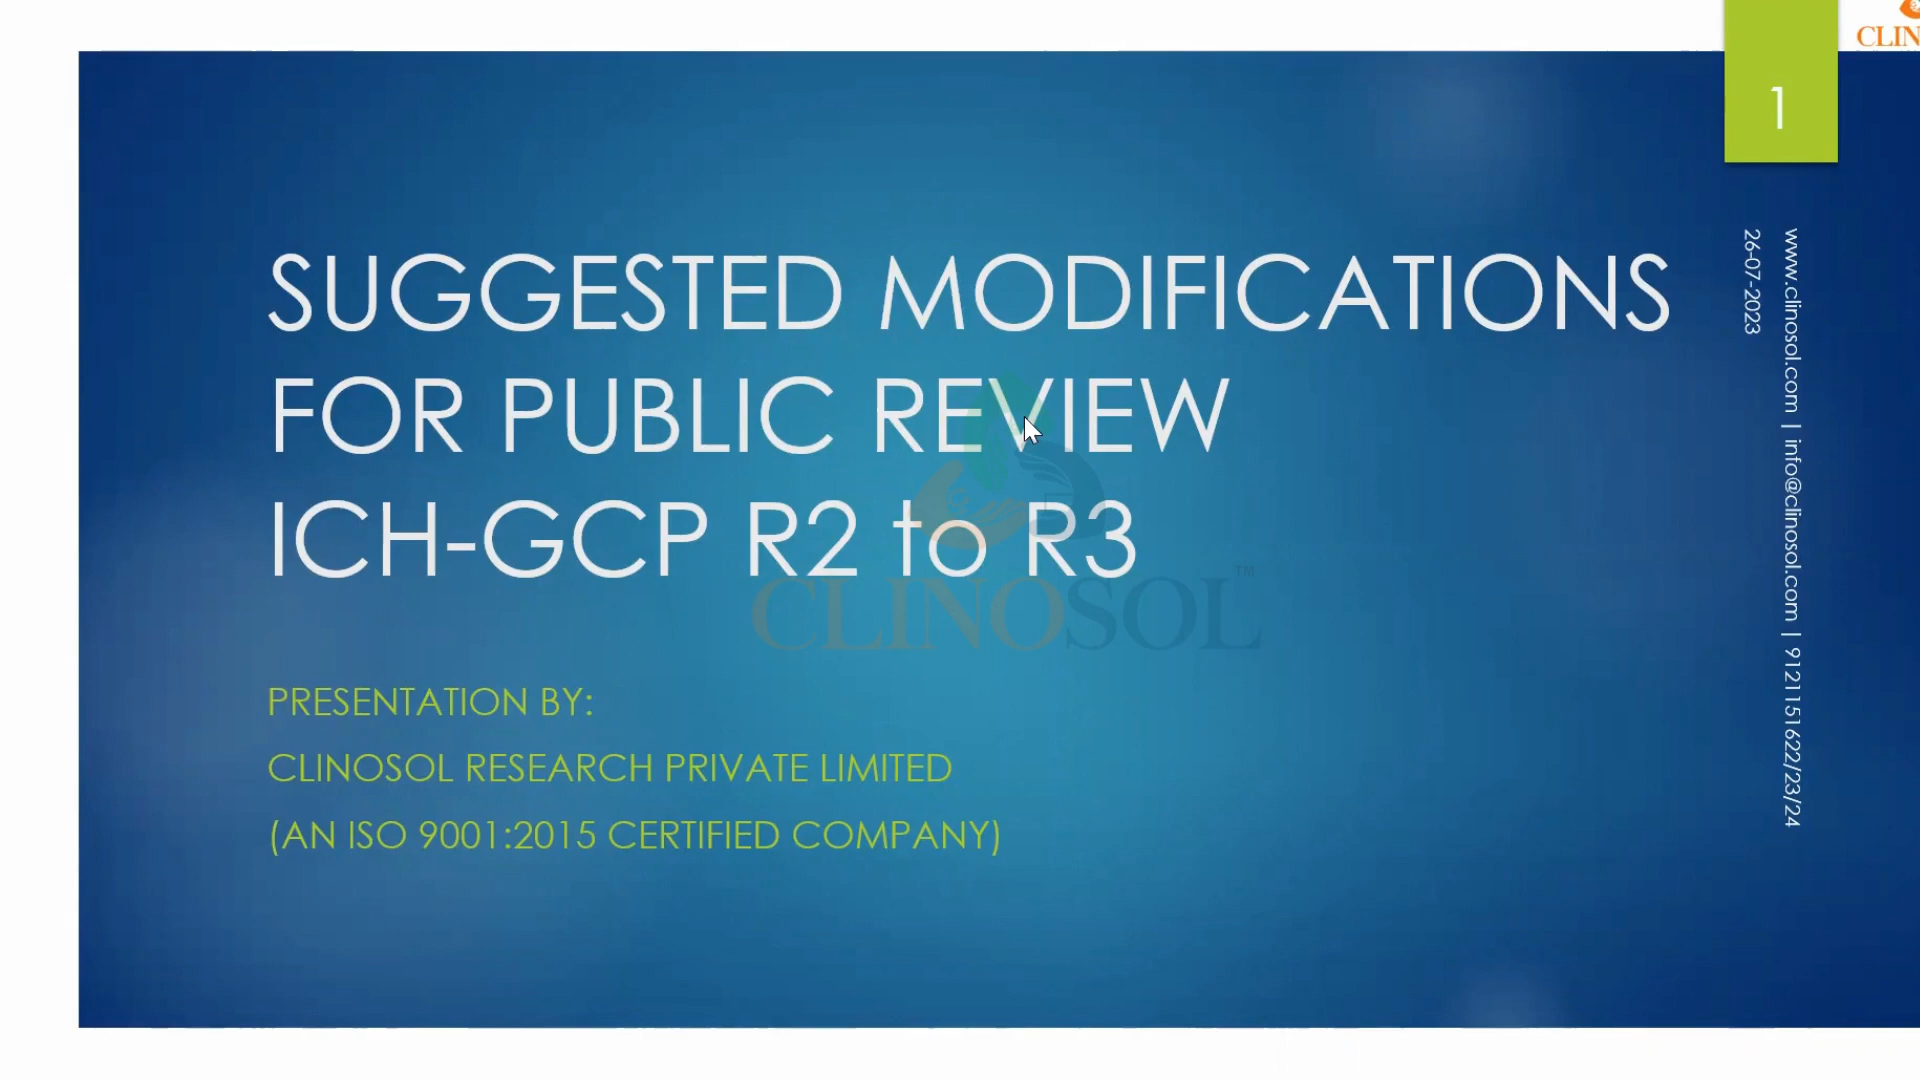 CLIN
1
SUGGESTED MODIFICATIONS
FOR PUBLIC REVIEW
ICH-GCP R2 to R3
CLINOSOL™
PRESENTATION BY:
CLINOSOL RESEARCH PRIVATE LIMITED
(AN ISO 9001:2015 CERTIFIED COMPANY)
www.clinosol.com | info@clinosol.com | 9121151622/23/24
26-07-2023